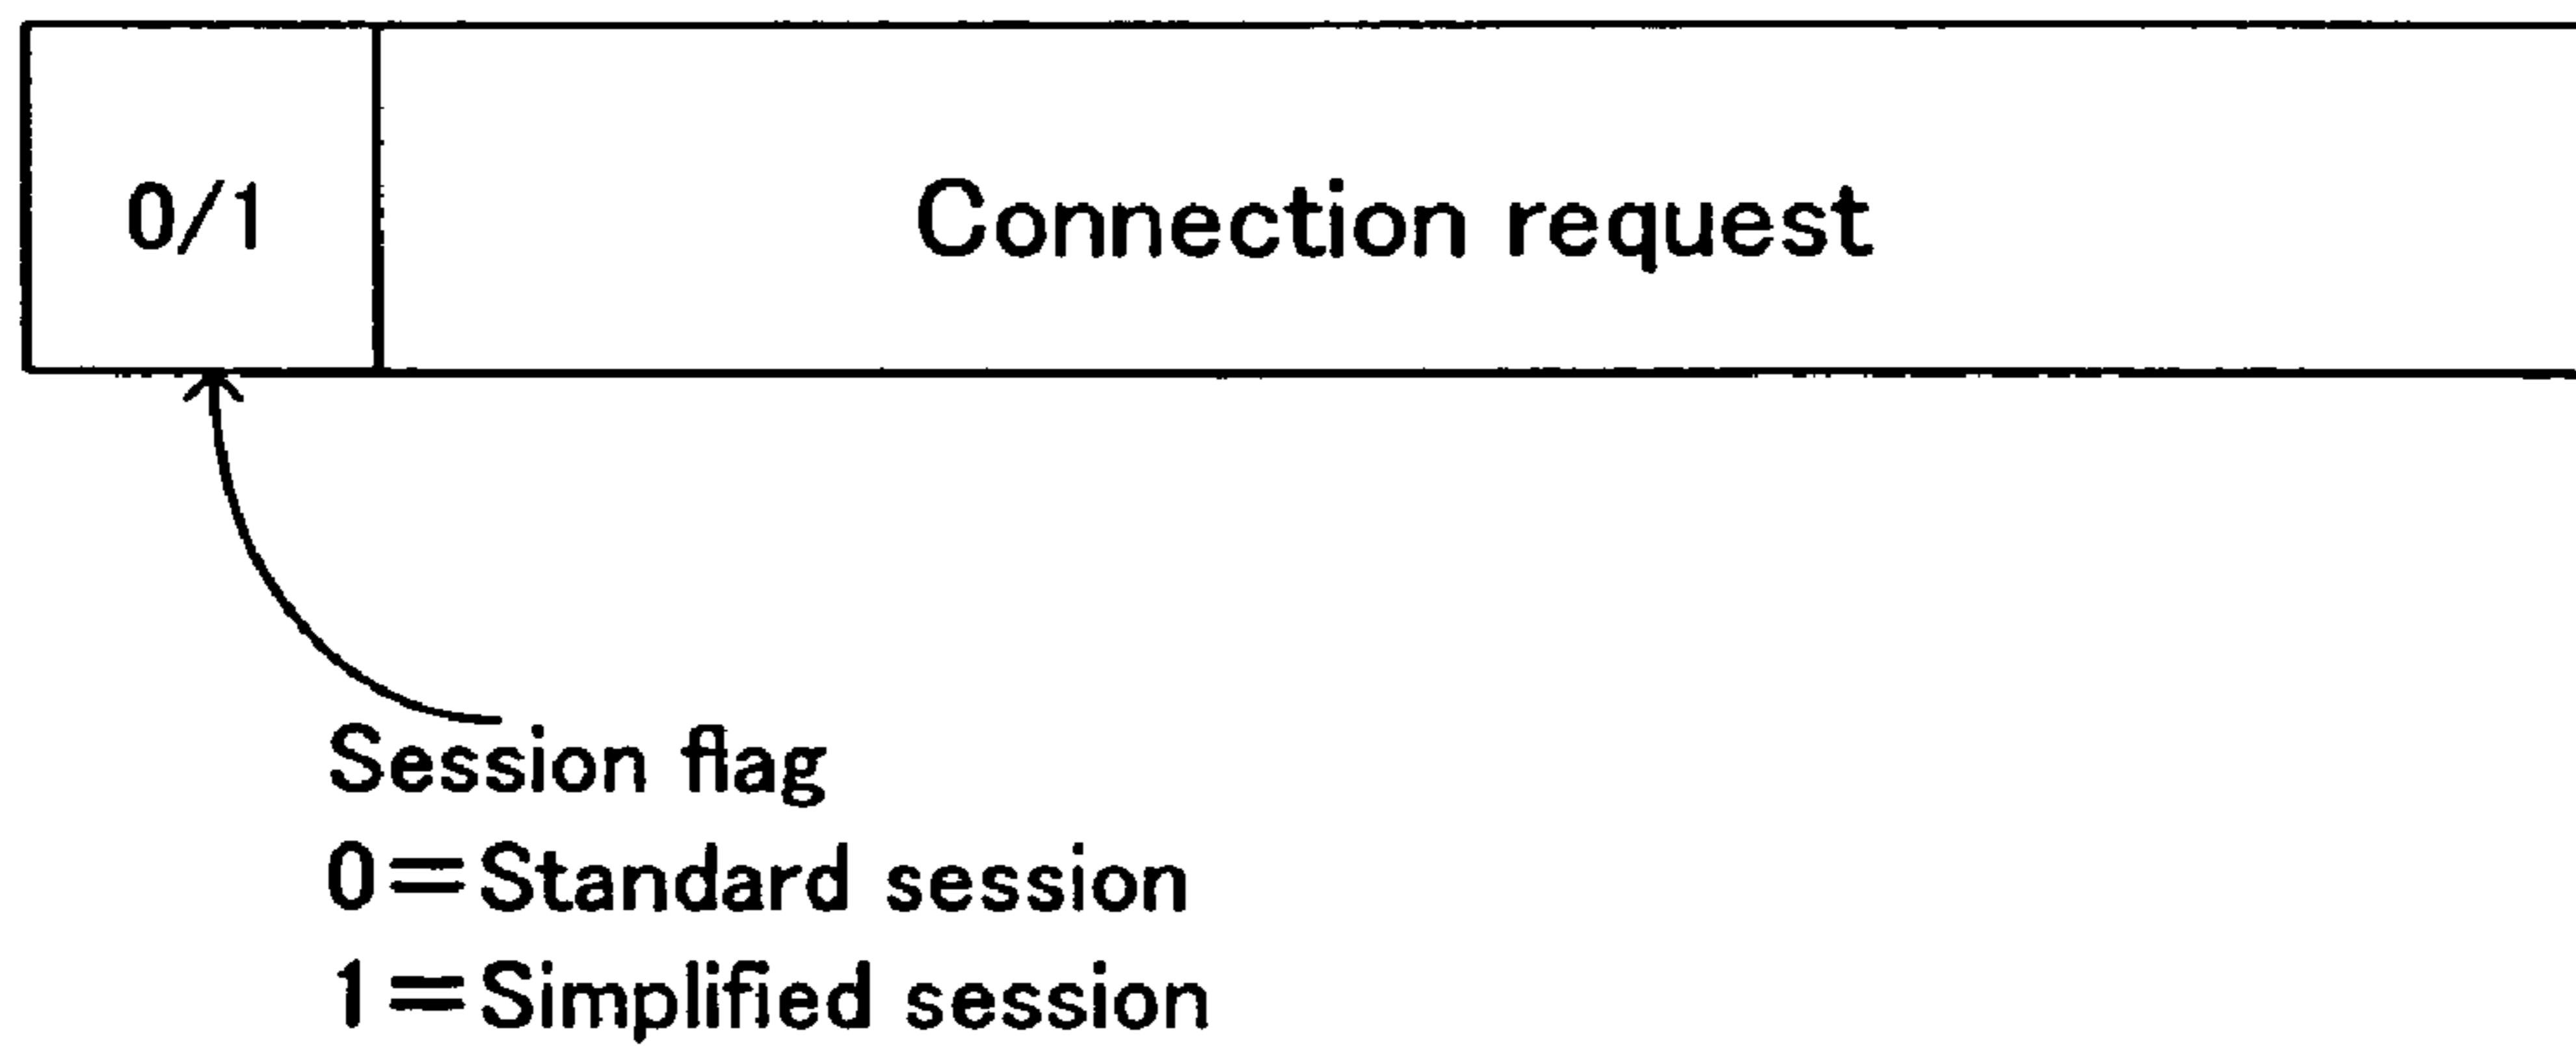 0/1 Connection request
Session flag
0=Standard session
1=Simplified session